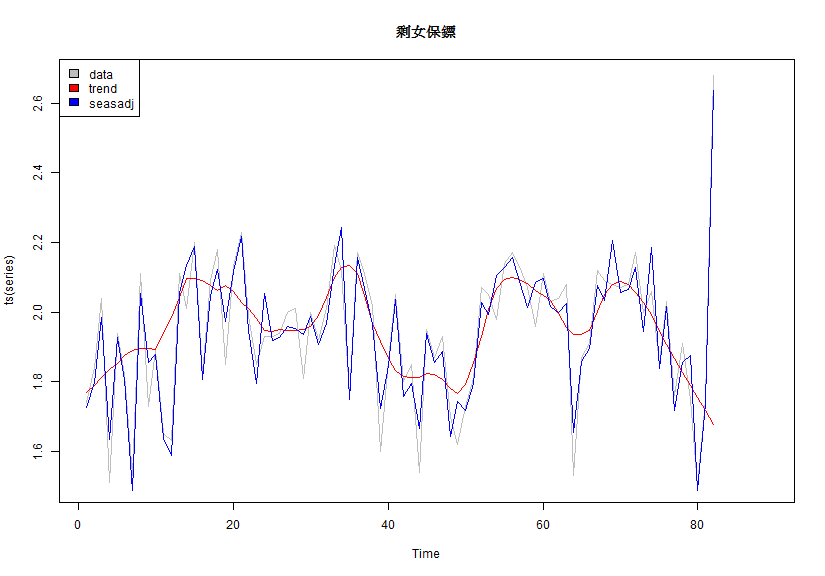 剩女保鏢
data
trend
seasadj
ts(series)
2.6
2.4
2.2
2.0
1.8
1.6
0
20
40
60
80
Time